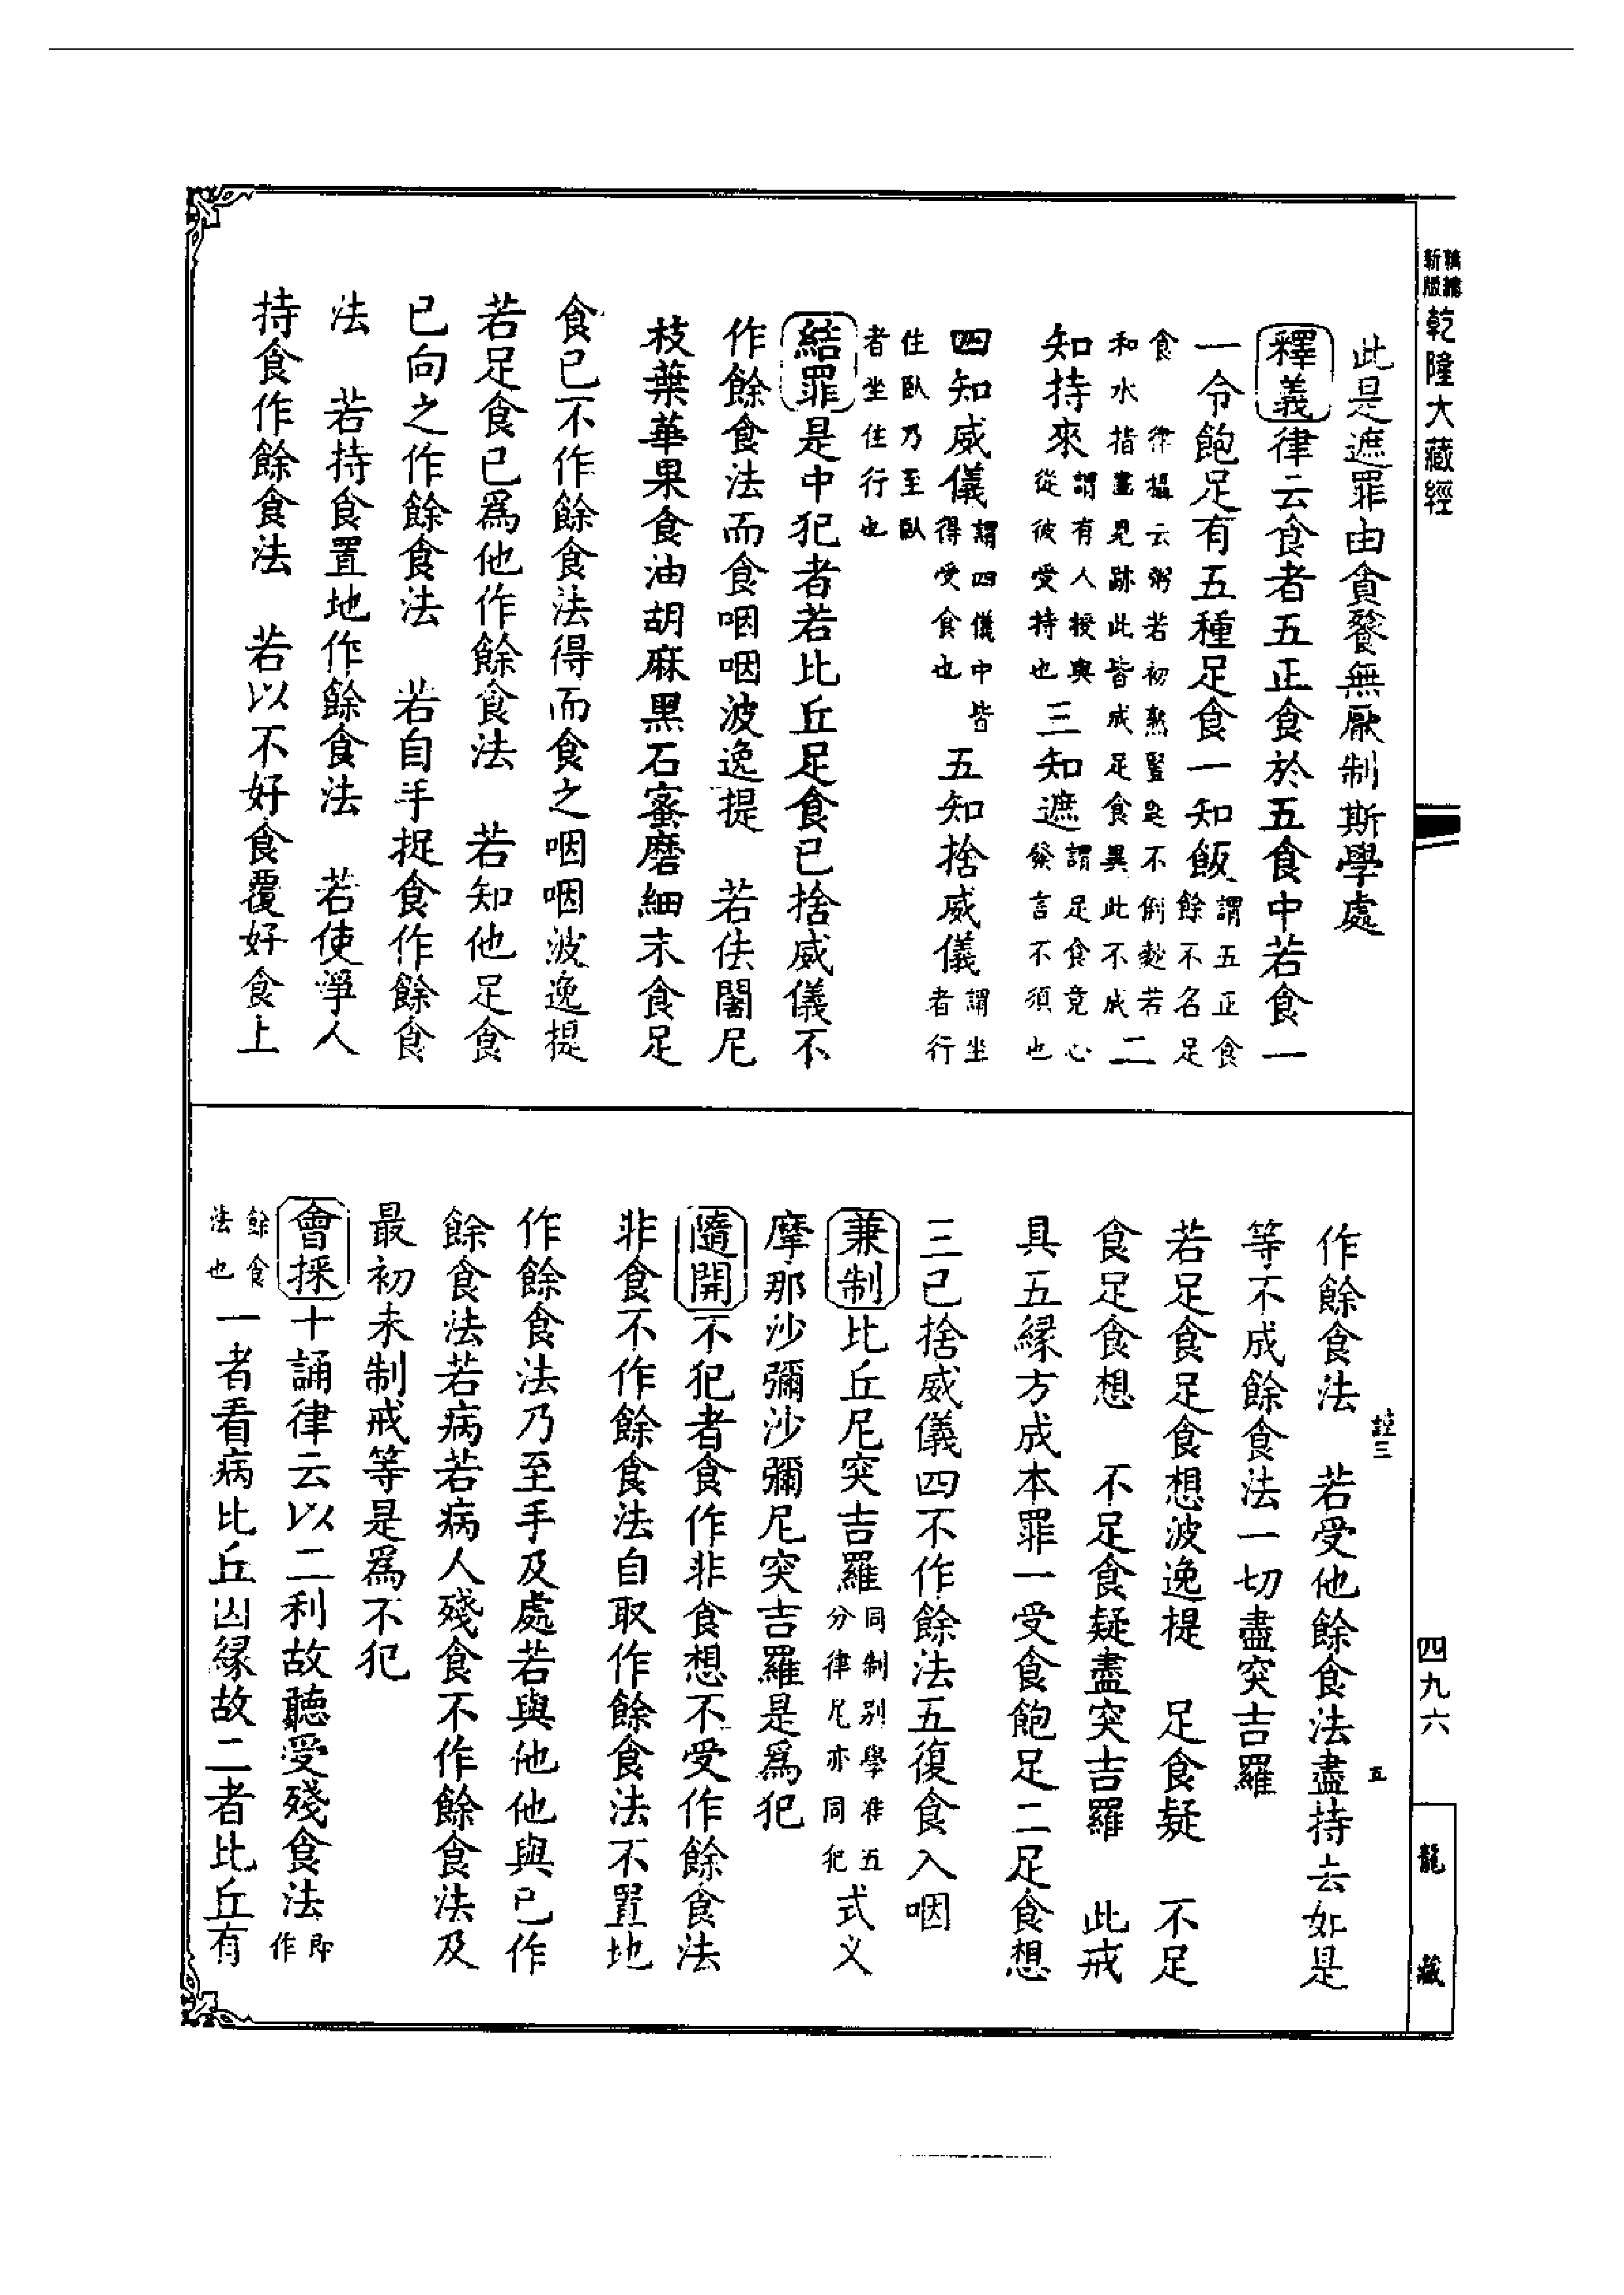 精編
新版
乾隆大藏經
此是遮罪由貪餮無厭制斯學處
釋義律云食者五正食於五食中若食一
一令飽足有五種足食一知飯謂五正食餘不名足
食 律攝云粥若初熟豎匙不倒麨若
和水指畫見跡此皆成足食異此不成二
知持來謂有人授與從彼受持也三知遮謂足食竟心發言不須也
四知威儀謂四儀中皆得受食也五知捨威儀謂坐者行
住臥乃至臥
者坐住行也
結罪是中犯者若比丘足食已捨威儀不
作餘食法而食咽咽波逸提 若佉闍尼
枝葉華果食油胡麻黑石蜜磨細末食足
食已不作餘食法得而食之咽咽波逸提
若足食已爲他作餘食法 若知他足食
已向之作餘食法 若自手捉食作餘食
法 若持食置地作餘食法 若使淨人
持食作餘食法 若以不好食覆好食上
作餘食法 若受他餘食法盡持去如是
等不成餘食法一切盡突吉羅
若足食足食想波逸提 足食疑 不足
食足食想 不足食疑盡突吉羅 此戒
具五緣方成本罪一受食飽足二足食想
三已捨威儀四不作餘法五復食入咽
兼制比丘尼突吉羅同制別學准五分律尼亦同犯式叉
摩那沙彌沙彌尼突吉羅是爲犯
隨開不犯者食作非食想不受作餘食法
非食不作餘食法自取作餘食法不置地
作餘食法乃至手及處若與他他與已作
餘食法若病若病人殘食不作餘食法及
最初未制戒等是爲不犯
會採十誦律云以二利故聽受殘食法即作
餘食
法也一者看病比丘因緣故二者比丘有
註三
四九六
五
龍藏